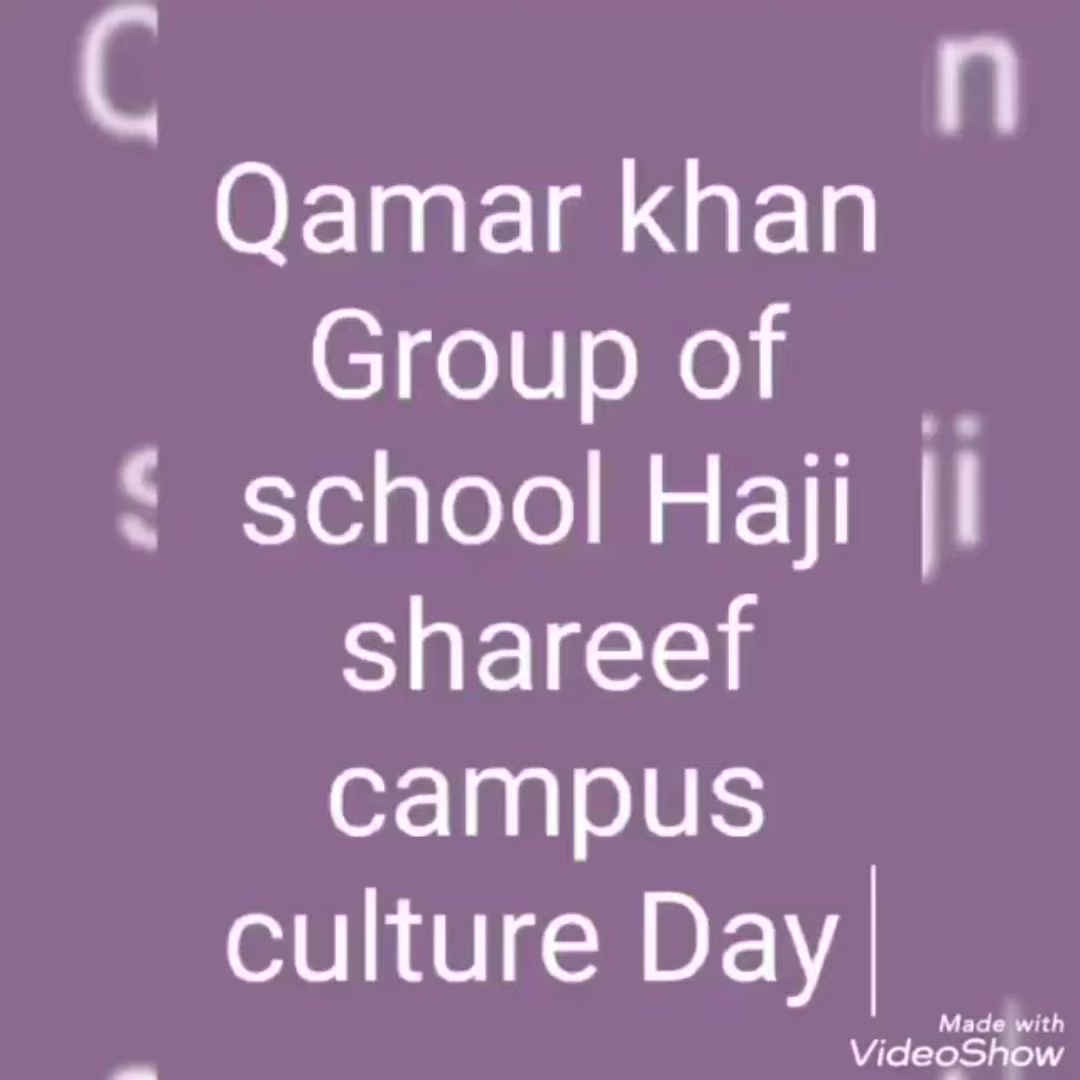 Qamar khan
Group of
school Haji
shareef
campus
culture Day
Made with
VideoShow